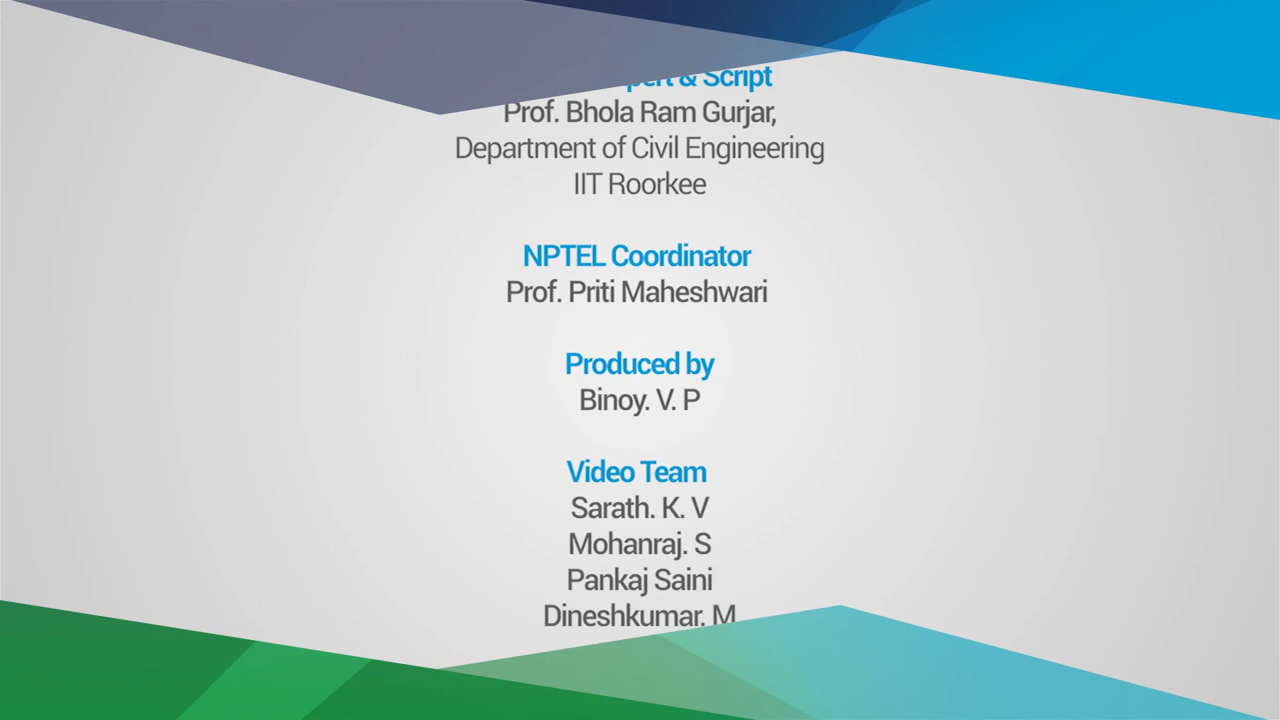 & Script
Prof. Bhola Ram Gurjar,
Department of Civil Engineering
IIT Roorkee
NPTEL Coordinator
Prof. Priti Maheshwari
Produced by
Binoy. V. P
Video Team
Sarath. K. V
Mohanraj. S
Pankaj Saini
Dineshkumar. M